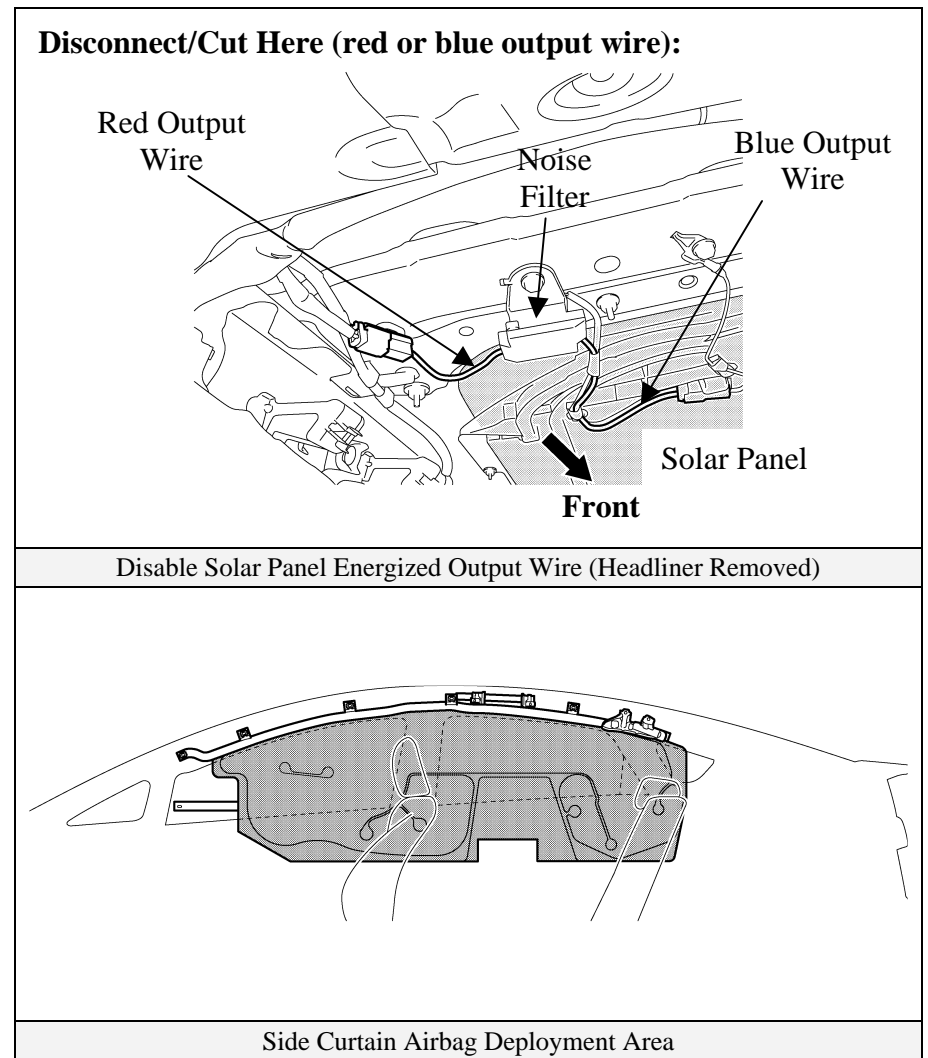 Disconnect/Cut Here (red or blue output wire):
Red Output
Wire
Noise
Filter
Blue Output
Wire
Solar Panel
Front
Disable Solar Panel Energized Output Wire (Headliner Removed)
Side Curtain Airbag Deployment Area